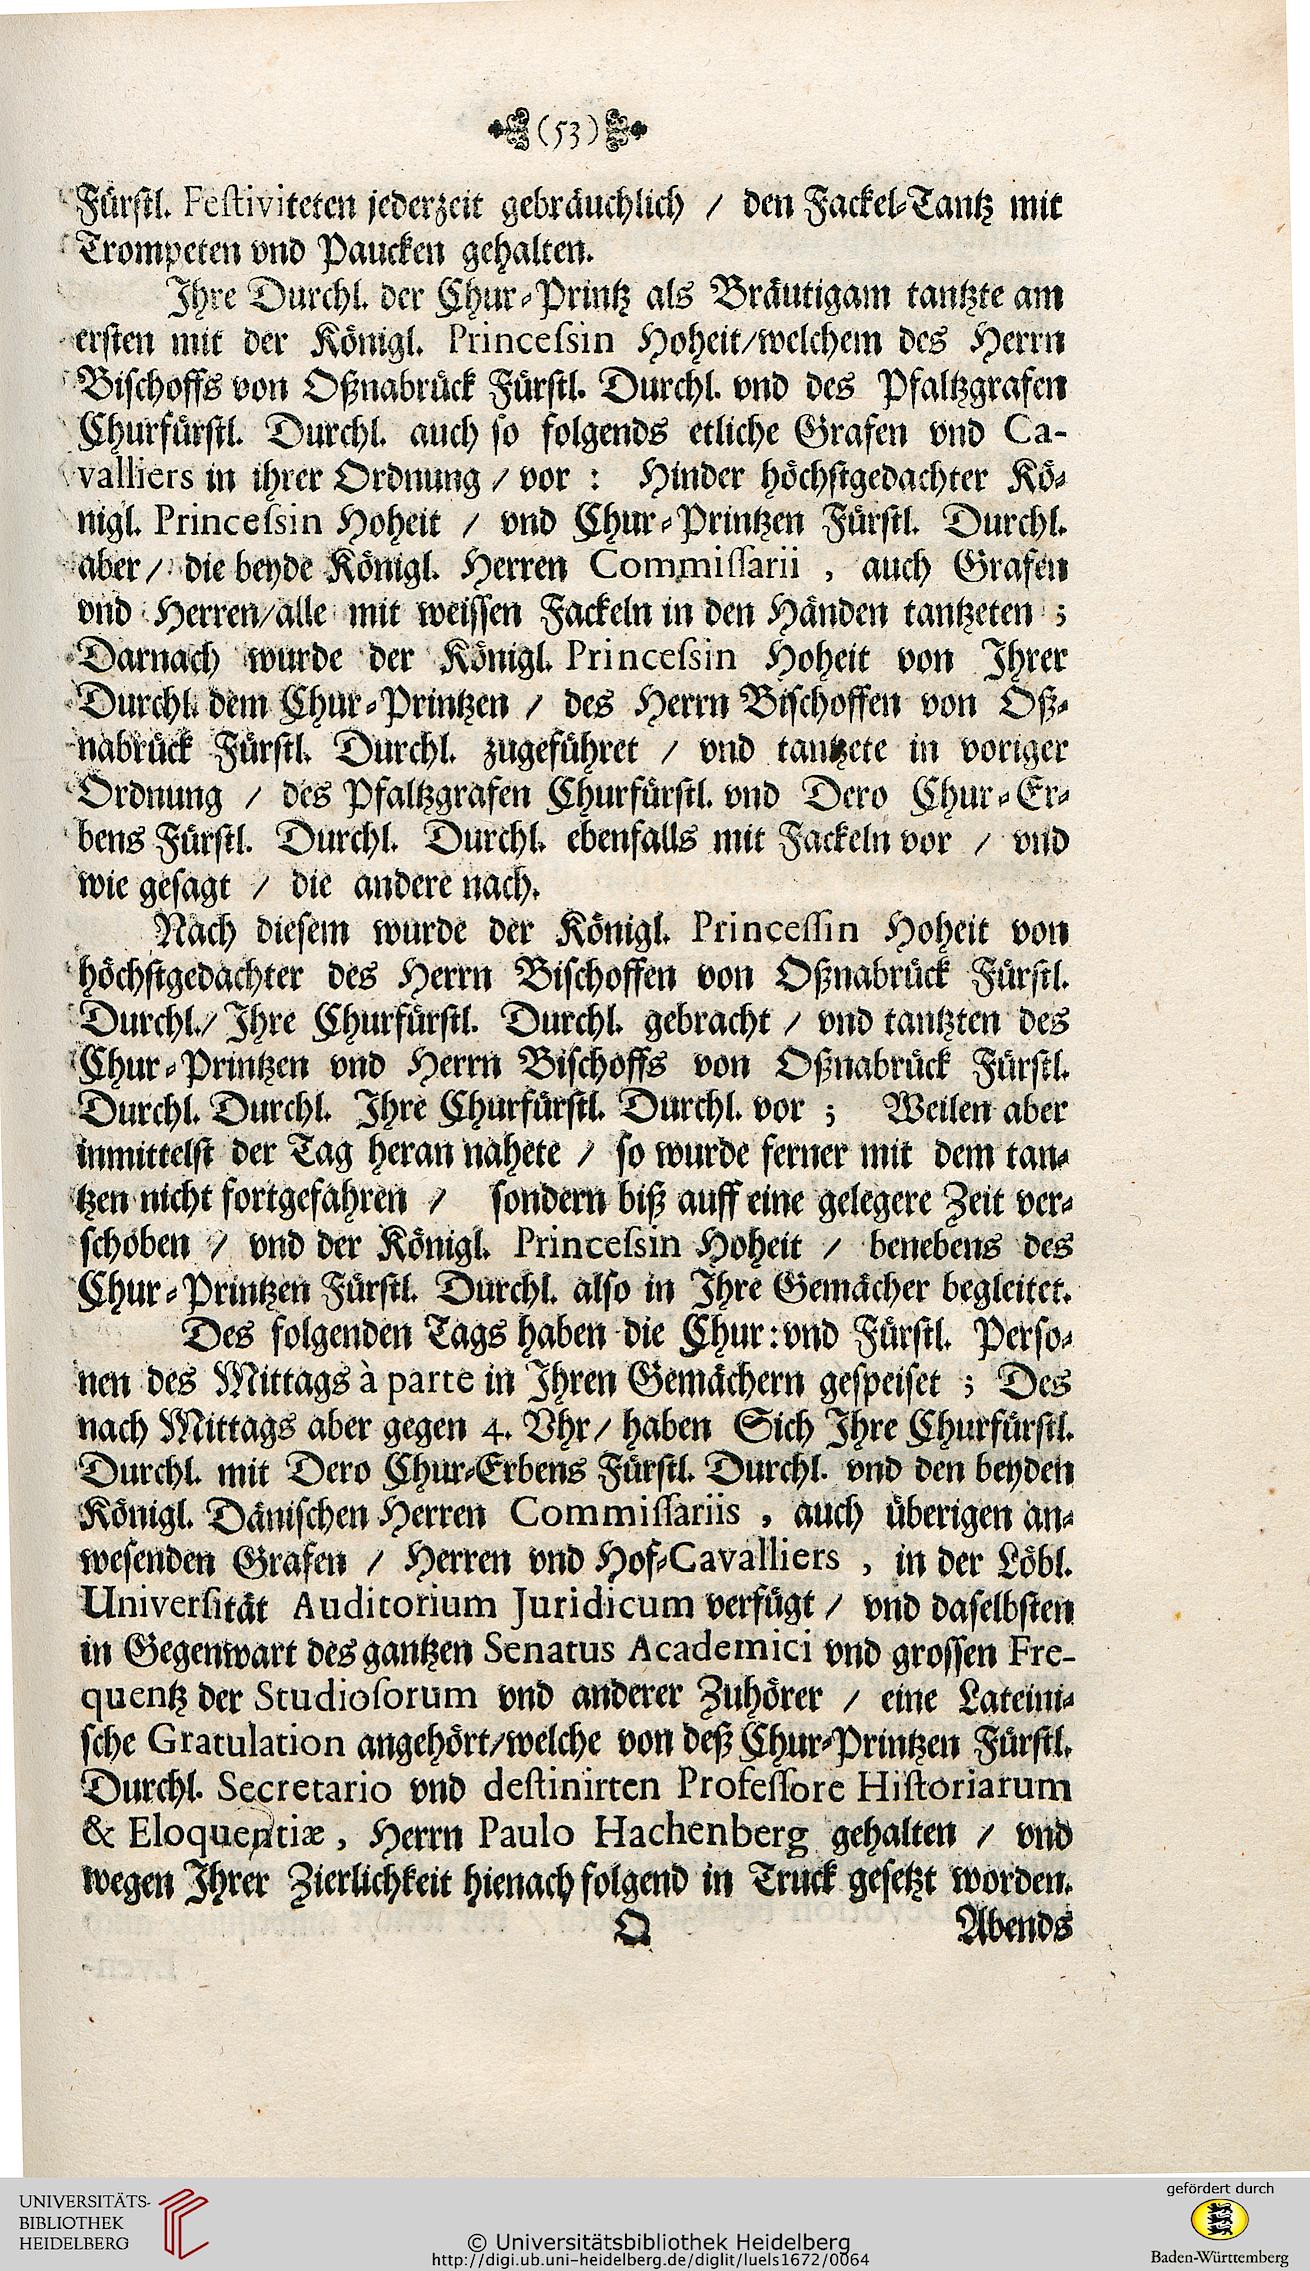 (53)
Fürſtl. Feſtiviteten jederzeit gebräuchlich / den Fackel-Tantz mit
Trompeten vnd Paucken gehalten.
Ihre Durchl. der Chur-Printz als Bräutigam tantzte am
erſten mit der Königl. Princeſsin Hoheit/welchem des Herrn
Biſchoffs von Oßnabrück Fürſtl. Durchl. vnd des Pfaltzgrafen
Churfürſtl. Durchl. auch ſo folgends etliche Grafen vnd Ca-
valliers in ihrer Ordnung / vor : Hinder höchſtgedachter Kö-
nigl. Princeſsin Hoheit / vnd Chur-Printzen Fürſtl. Durchl.
aber / die beyde Königl. Herren Commiſſarii , auch Grafen
vnd Herren/alle mit weiſſen Fackeln in den Händen tantzeten ;
Darnach wurde der Königl. Princeſsin Hoheit von Ihrer
Durchl. dem Chur-Printzen / des Herrn Biſchoffen von Oß-
nabrück Fürſtl. Durchl. zugeführet / vnd tantzete in voriger
Ordnung / des Pfaltzgrafen Churfürſtl. vnd Dero Chur-Er-
bens Fürſtl. Durchl. Durchl. ebenfalls mit Fackeln vor / vnd
wie geſagt / die andere nach.
Nach dieſem wurde der Königl. Princeſſin Hoheit von
höchſtgedachter des Herrn Biſchoffen von Oßnabrück Fürſtl.
Durchl./ Ihre Churfürſtl. Durchl. gebracht / vnd tantzten des
Chur-Printzen vnd Herrn Biſchoffs von Oßnabrück Fürſtl.
Durchl. Durchl. Ihre Churfürſtl. Durchl. vor ; Weilen aber
inmittelſt der Tag heran nahete / ſo wurde ferner mit dem tan-
tzen nicht fortgefahren / ſondern biß auff eine gelegere Zeit ver-
ſchoben / vnd der Königl. Princeſsin Hoheit / benebens des
Chur-Printzen Fürſtl. Durchl. alſo in Ihre Gemächer begleitet.
Des folgenden Tags haben die Chur: vnd Fürſtl. Perſo-
nen des Mittags à parte in Ihren Gemächern geſpeiſet ; Des
nach Mittags aber gegen 4. Vhr/ haben Sich Ihre Churfürſtl.
Durchl. mit Dero Chur-Erbens Fürſtl. Durchl. vnd den beyden
Königl. Däniſchen Herren Commiſſariis , auch überigen an-
weſenden Grafen / Herren vnd Hof-Cavalliers , in der Löbl.
Univerſität Auditorium Juridicum verfügt / vnd daſelbſten
in Gegenwart des gantzen Senatus Academici vnd groſſen Fre-
quentz der Studioſorum vnd anderer Zuhörer / eine Lateini-
ſche Gratulation angehört/welche von deß Chur-Printzen Fürſtl.
Durchl. Secretario vnd deſtinirten Profeſſore Hiſtoriarum
& Eloquentiæ, Herrn Paulo Hachenberg gehalten / vnd
wegen Ihrer Zierlichkeit hienach folgend in Truck geſetzt worden.
Q Abends
UNIVERSITÄTS-
BIBLIOTHEK
HEIDELBERG
© Universitätsbibliothek Heidelberg
http://digi.ub.uni-heidelberg.de/diglit/luels1672/0064
gefördert durch
Baden-Württemberg